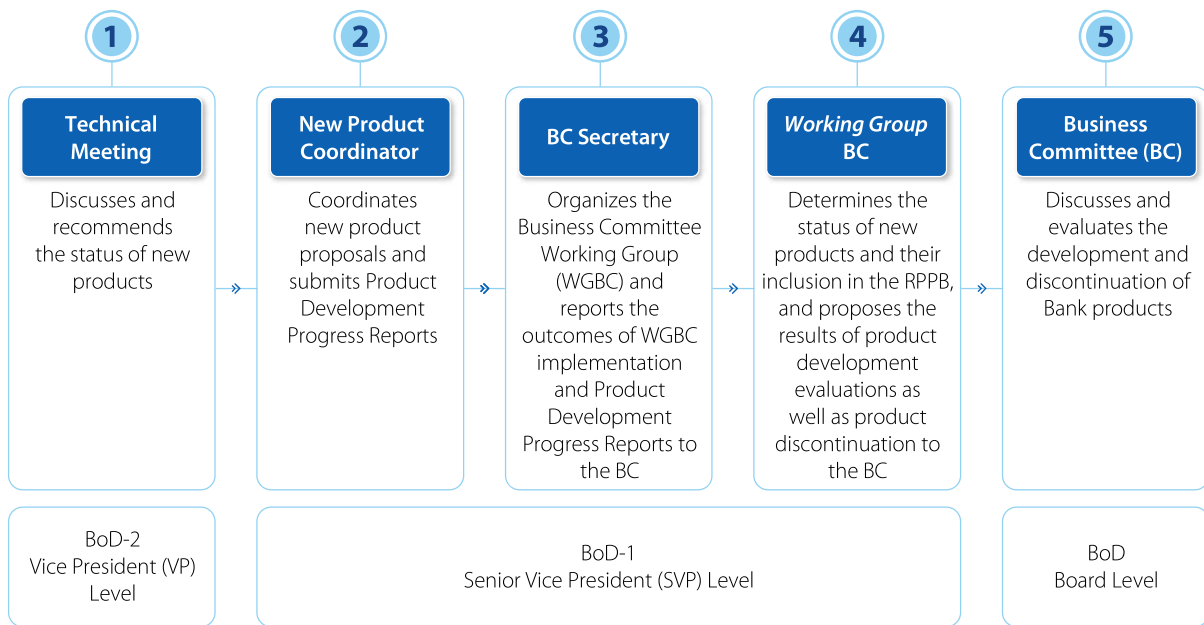 1
Technical
Meeting
Discusses and
recommends
the status of new
products
2
New Product
Coordinator
Coordinates
new product
proposals and
submits Product
Development
Progress Reports
3
BC Secretary
Organizes the
Business Committee
Working Group
(WGBC) and
reports the
outcomes of WGBC
implementation
and Product
Development
Progress Reports to
the BC
4
Working Group
BC
Determines the
status of new
products and their
inclusion in the RPPB,
and proposes the
results of product
development
evaluations as
well as product
discontinuation to
the BC
5
Business
Committee (BC)
Discusses and
evaluates the
development and
discontinuation of
Bank products
BoD-2
Vice President (VP)
Level
BoD-1
Senior Vice President (SVP) Level
BoD
Board Level